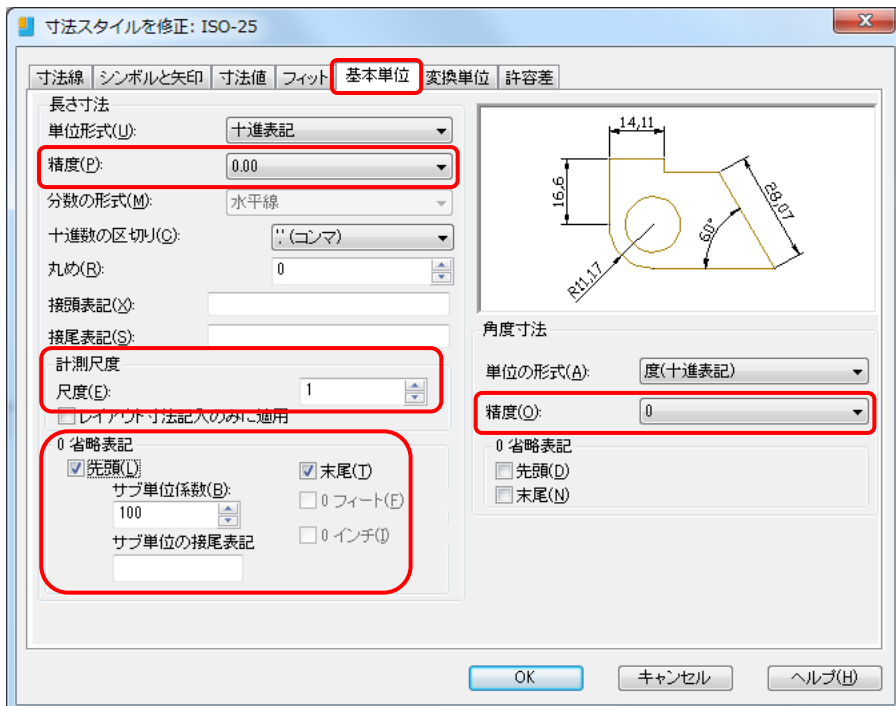 寸法スタイルを修正: ISO-25
寸法線 シンボルと矢印 寸法値 フィット 基本単位 変換単位 許容差
長さ寸法
単位形式(U): 十進表記
精度(P): 0.00
分数の形式(M): 水平線
十進数の区切り(C): ',' (コンマ)
丸め(R): 0
接頭表記(X):
接尾表記(S):
計測尺度
尺度(E): 1
レイアウト寸法記入のみに適用
0 省略表記
先頭(L) 末尾(T)
サブ単位係数(B): 0 フィート(F)
100
サブ単位の接尾表記 0 インチ(I)
14,11
16,6
28,07
60°
R11,17
角度寸法
単位の形式(A): 度(十進表記)
精度(O): 0
0 省略表記
先頭(D)
末尾(N)
OK キャンセル ヘルプ(H)